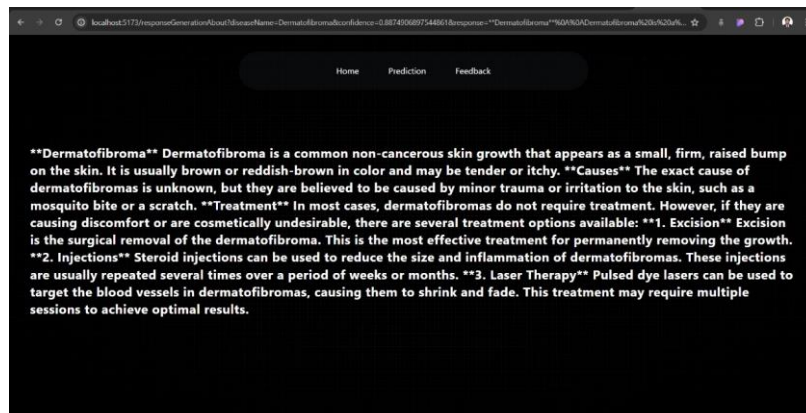 localhost:5173/responseGenerationAbout?diseaseName=Dermatofibroma&confidence=0.8874906897544861&response=**Dermatofibroma**%0A%0ADermatofibroma%20is%20a%...
Home Prediction Feedback
**Dermatofibroma** Dermatofibroma is a common non-cancerous skin growth that appears as a small, firm, raised bump
on the skin. It is usually brown or reddish-brown in color and may be tender or itchy. **Causes** The exact cause of
dermatofibromas is unknown, but they are believed to be caused by minor trauma or irritation to the skin, such as a
mosquito bite or a scratch. **Treatment** In most cases, dermatofibromas do not require treatment. However, if they are
causing discomfort or are cosmetically undesirable, there are several treatment options available: **1. Excision** Excision
is the surgical removal of the dermatofibroma. This is the most effective treatment for permanently removing the growth.
**2. Injections** Steroid injections can be used to reduce the size and inflammation of dermatofibromas. These injections
are usually repeated several times over a period of weeks or months. **3. Laser Therapy** Pulsed dye lasers can be used to
target the blood vessels in dermatofibromas, causing them to shrink and fade. This treatment may require multiple
sessions to achieve optimal results.